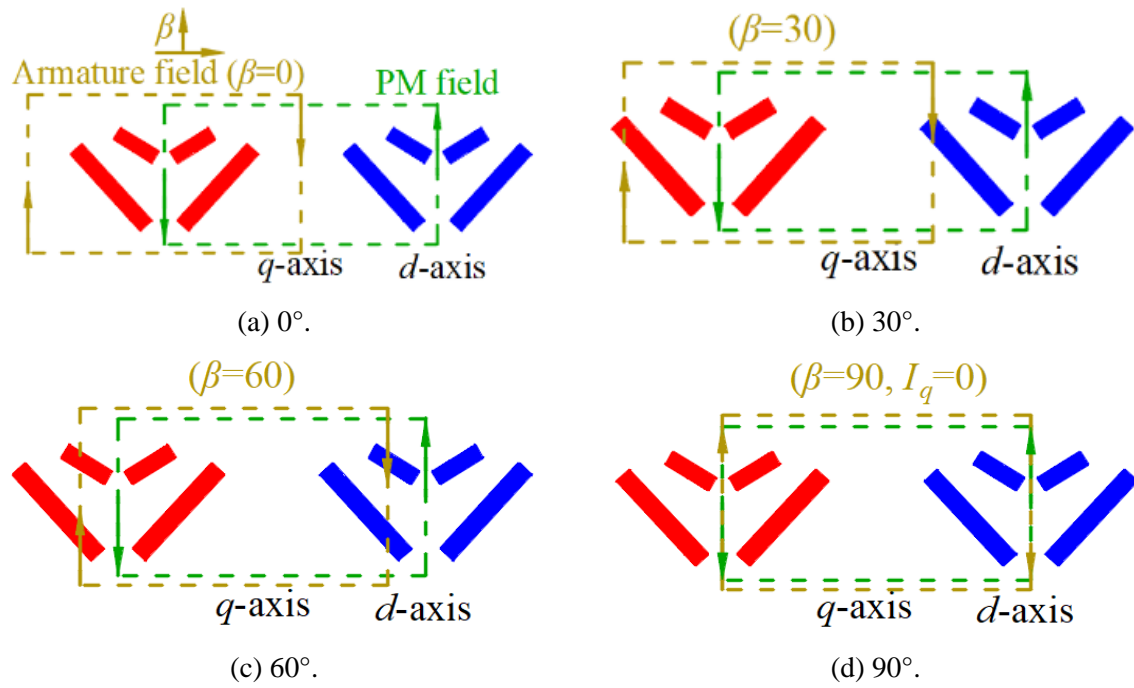 β
Armature field (β=0)
PM field
q-axis
d-axis
(a) 0°.
(β=30)
q-axis
d-axis
(b) 30°.
(β=60)
q-axis
d-axis
(c) 60°.
(β=90, Iq=0)
q-axis
d-axis
(d) 90°.